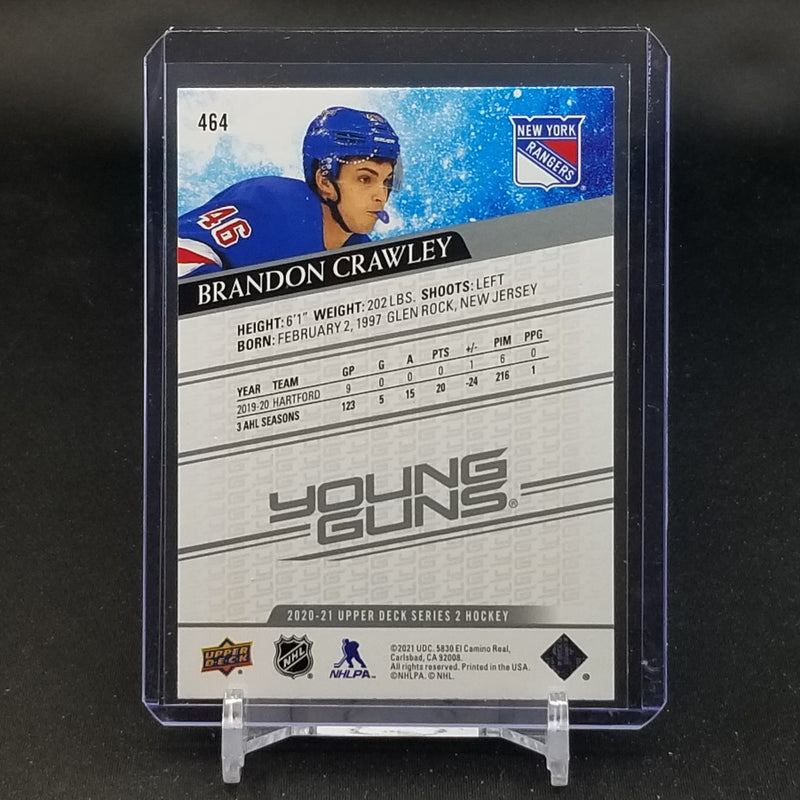 464
NEW YORK
RANGERS
46
BRANDON CRAWLEY
HEIGHT: 6'1" WEIGHT: 202 LBS. SHOOTS: LEFT
BORN: FEBRUARY 2, 1997 GLEN ROCK, NEW JERSEY
YEAR TEAM GP G A PTS +/- PIM PPG
2019-20 HARTFORD 9 0 0 0 1 6 0
3 AHL SEASONS 123 5 15 20 -24 216 1
YOUNG
GUNS®
2020-21 UPPER DECK SERIES 2 HOCKEY
UPPER
DECK
NHL
NHLPA
©2021 UDC. 5830 El Camino Real,
Carlsbad, CA 92008.
All rights reserved. Printed in the USA.
©NHLPA. © NHL.